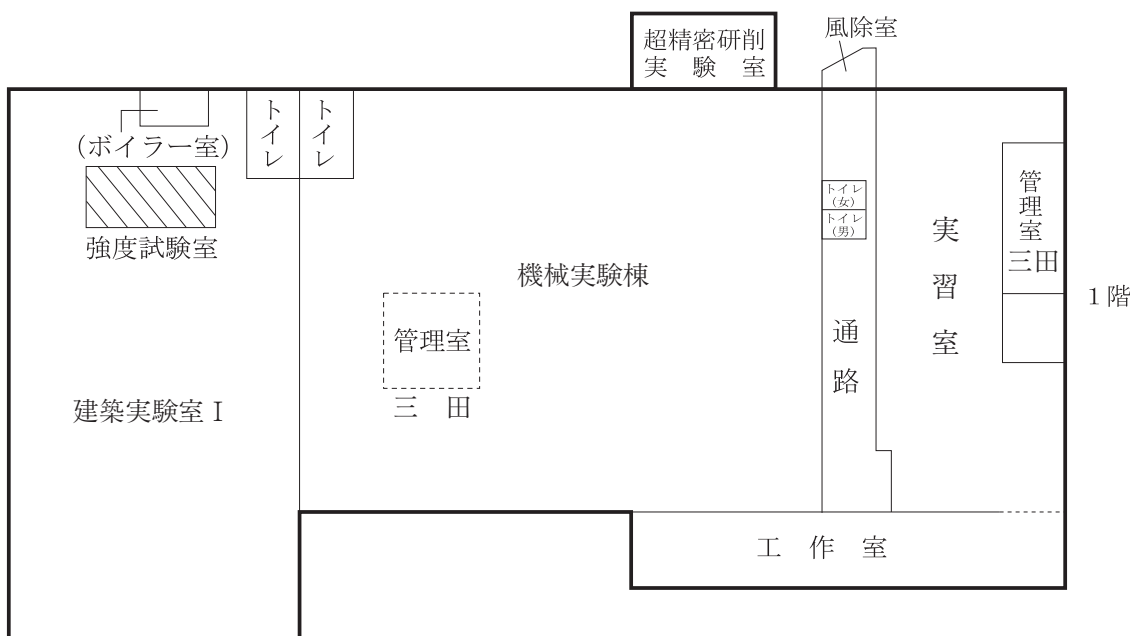 超精密研削
実験室
風除室
(ボイラー室)
トイレ
トイレ
強度試験室
トイレ
(女)
トイレ
(男)
管理室
三田
実習室
機械実験棟
1階
管理室
三田
通路
建築実験室Ⅰ
工作室